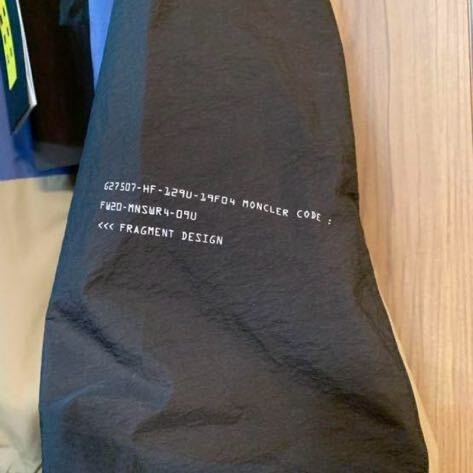 G27507-HF-129U-19F04 MONCLER CODE :
FW20-MNSWR4-09U
<<< FRAGMENT DESIGN